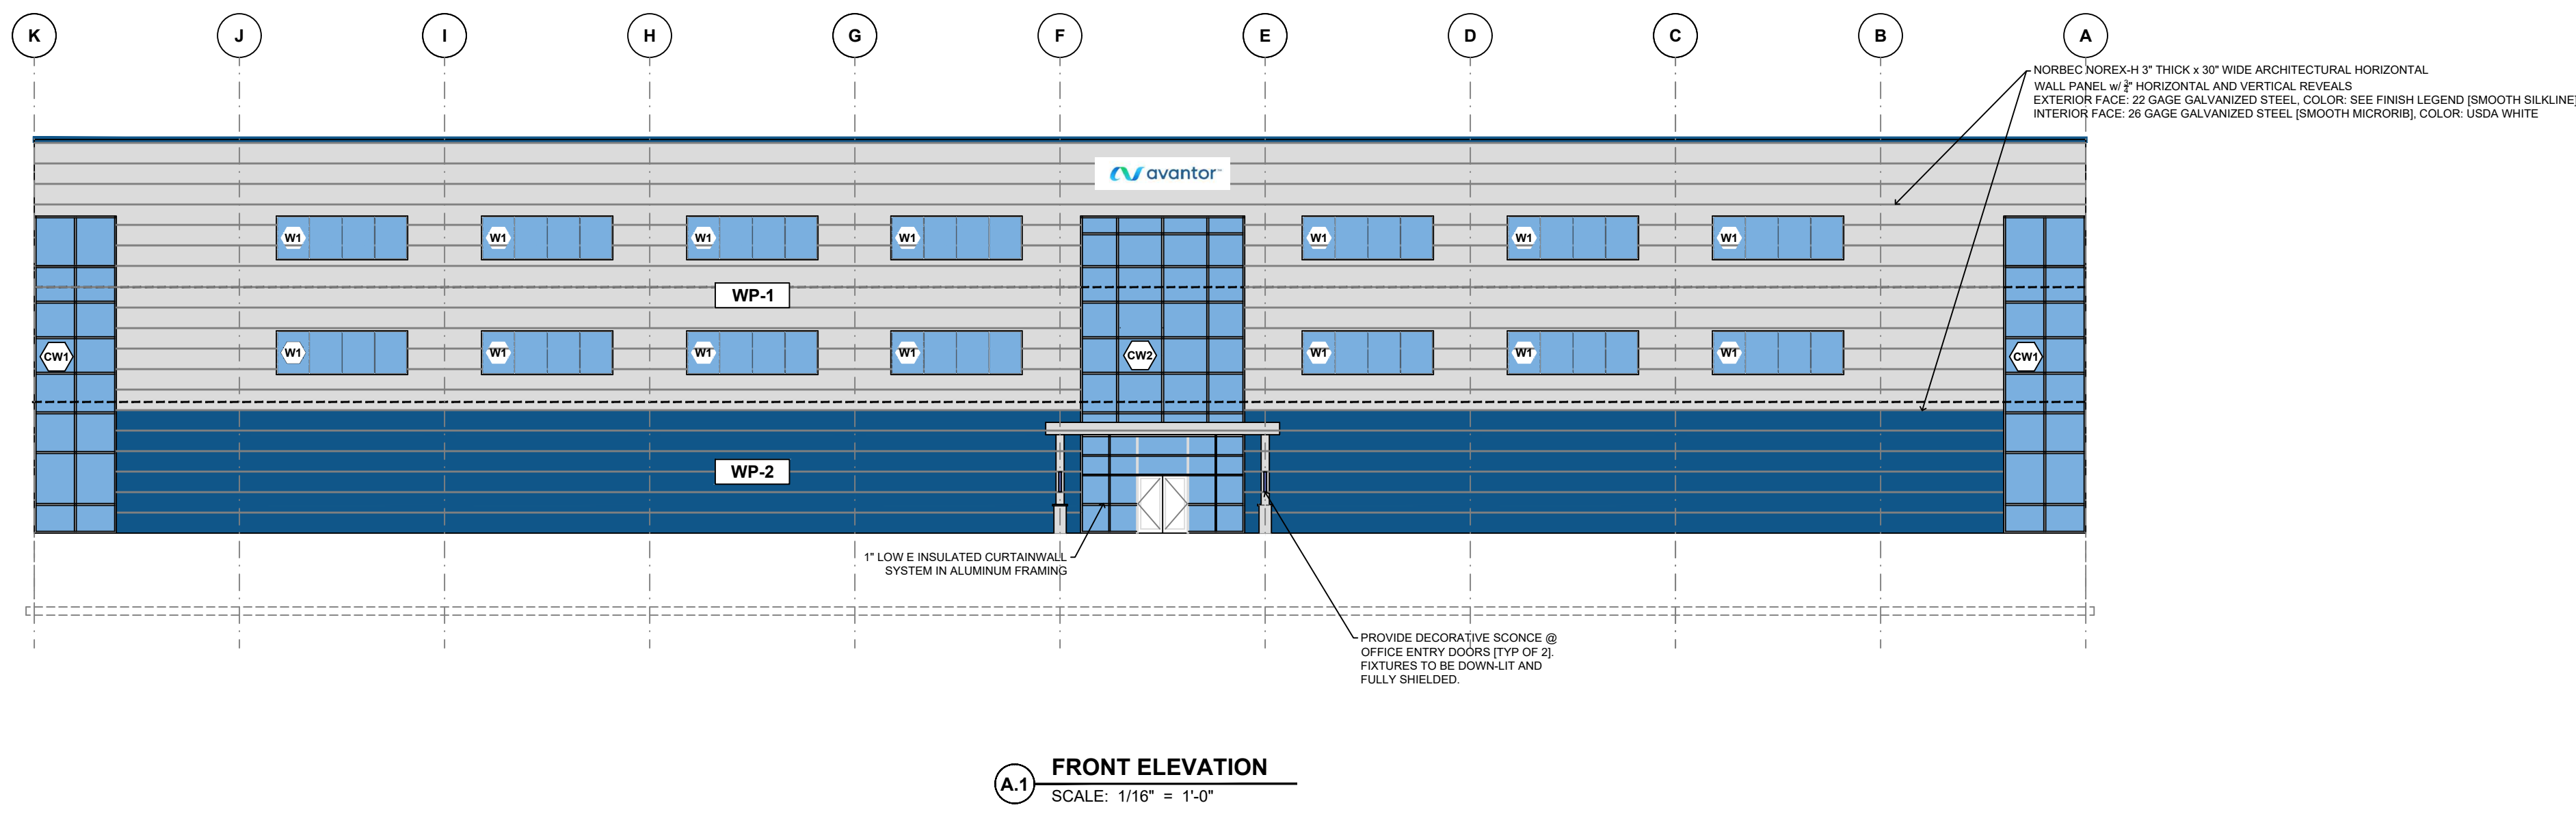 K J I H G F E D C B A
NORBEC NOREX-H 3" THICK x 30" WIDE ARCHITECTURAL HORIZONTAL
WALL PANEL w/ 3/4" HORIZONTAL AND VERTICAL REVEALS
EXTERIOR FACE: 22 GAGE GALVANIZED STEEL, COLOR: SEE FINISH LEGEND [SMOOTH SILKLINE]
INTERIOR FACE: 26 GAGE GALVANIZED STEEL [SMOOTH MICRORIB], COLOR: USDA WHITE
avantor™
W1 W1 W1 W1 W1 W1 W1
WP-1
W1 W1 W1 W1 W1 W1 W1
CW1 CW2 CW1
WP-2
1" LOW E INSULATED CURTAINWALL
SYSTEM IN ALUMINUM FRAMING
PROVIDE DECORATIVE SCONCE @
OFFICE ENTRY DOORS [TYP OF 2].
FIXTURES TO BE DOWN-LIT AND
FULLY SHIELDED.
A.1 FRONT ELEVATION
SCALE: 1/16" = 1'-0"